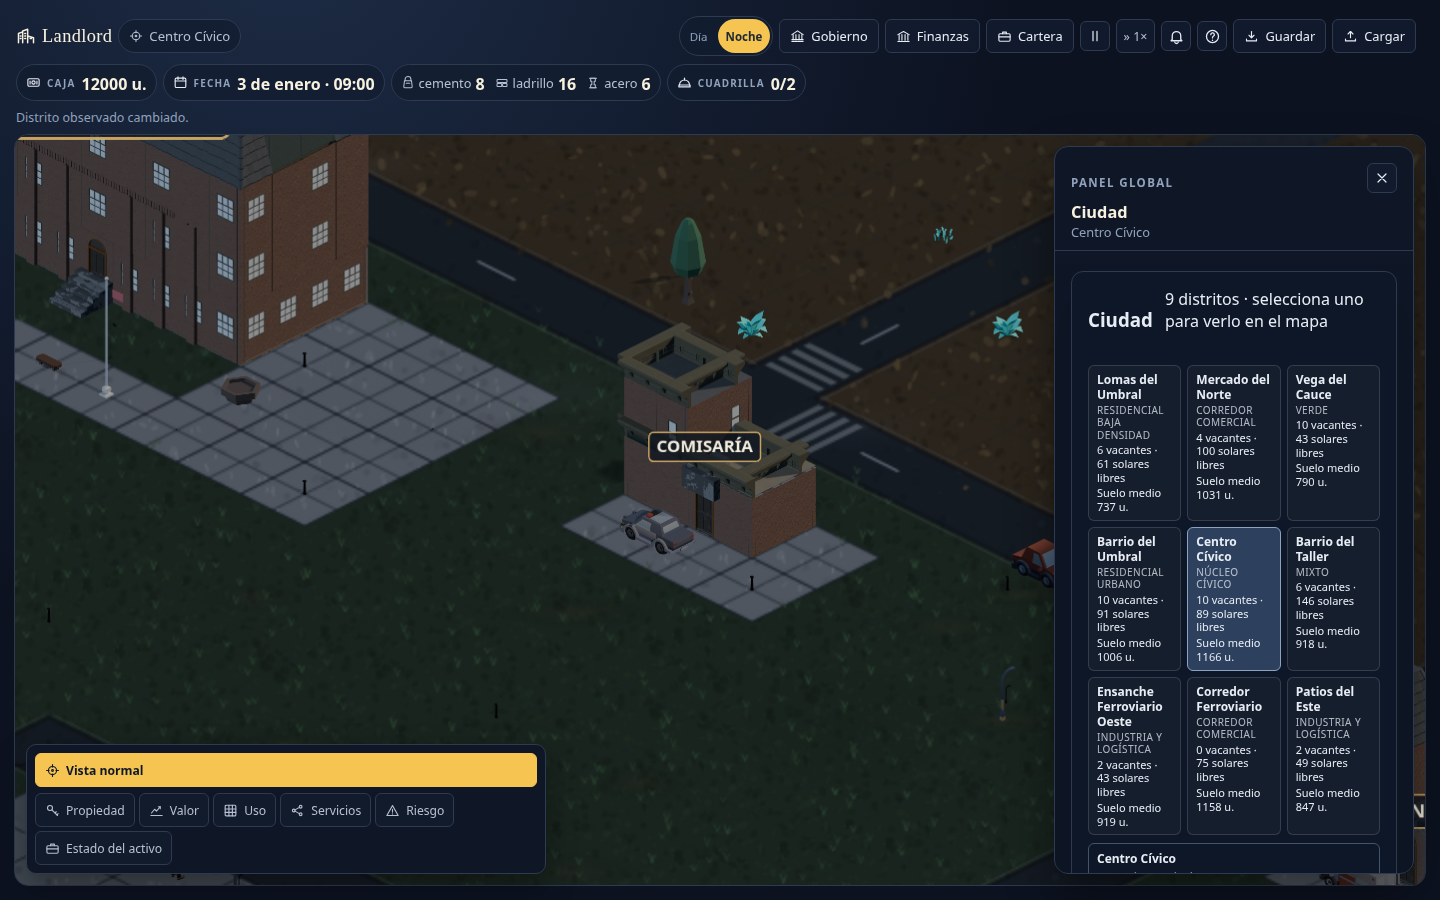 Landlord
Centro Cívico
Día
Noche
Gobierno
Finanzas
Cartera
» 1×
Guardar
Cargar
CAJA 12000 u.
FECHA 3 de enero · 09:00
cemento 8 ladrillo 16 acero 6
CUADRILLA 0/2
Distrito observado cambiado.
COMISARÍA
PANEL GLOBAL
Ciudad
Centro Cívico
Ciudad
9 distritos · selecciona uno
para verlo en el mapa
Lomas del
Umbral
RESIDENCIAL
BAJA
DENSIDAD
6 vacantes ·
61 solares
libres
Suelo medio
737 u.
Mercado del
Norte
CORREDOR
COMERCIAL
4 vacantes ·
100 solares
libres
Suelo medio
1031 u.
Vega del
Cauce
VERDE
10 vacantes ·
43 solares
libres
Suelo medio
790 u.
Barrio del
Umbral
RESIDENCIAL
URBANO
10 vacantes ·
91 solares
libres
Suelo medio
1006 u.
Centro
Cívico
NÚCLEO
CÍVICO
10 vacantes ·
89 solares
libres
Suelo medio
1166 u.
Barrio del
Taller
MIXTO
6 vacantes ·
146 solares
libres
Suelo medio
918 u.
Ensanche
Ferroviario
Oeste
INDUSTRIA Y
LOGÍSTICA
2 vacantes ·
43 solares
libres
Suelo medio
919 u.
Corredor
Ferroviario
CORREDOR
COMERCIAL
0 vacantes ·
75 solares
libres
Suelo medio
1158 u.
Patios del
Este
INDUSTRIA Y
LOGÍSTICA
2 vacantes ·
49 solares
libres
Suelo medio
847 u.
Centro Cívico
Vista normal
Propiedad
Valor
Uso
Servicios
Riesgo
Estado del activo